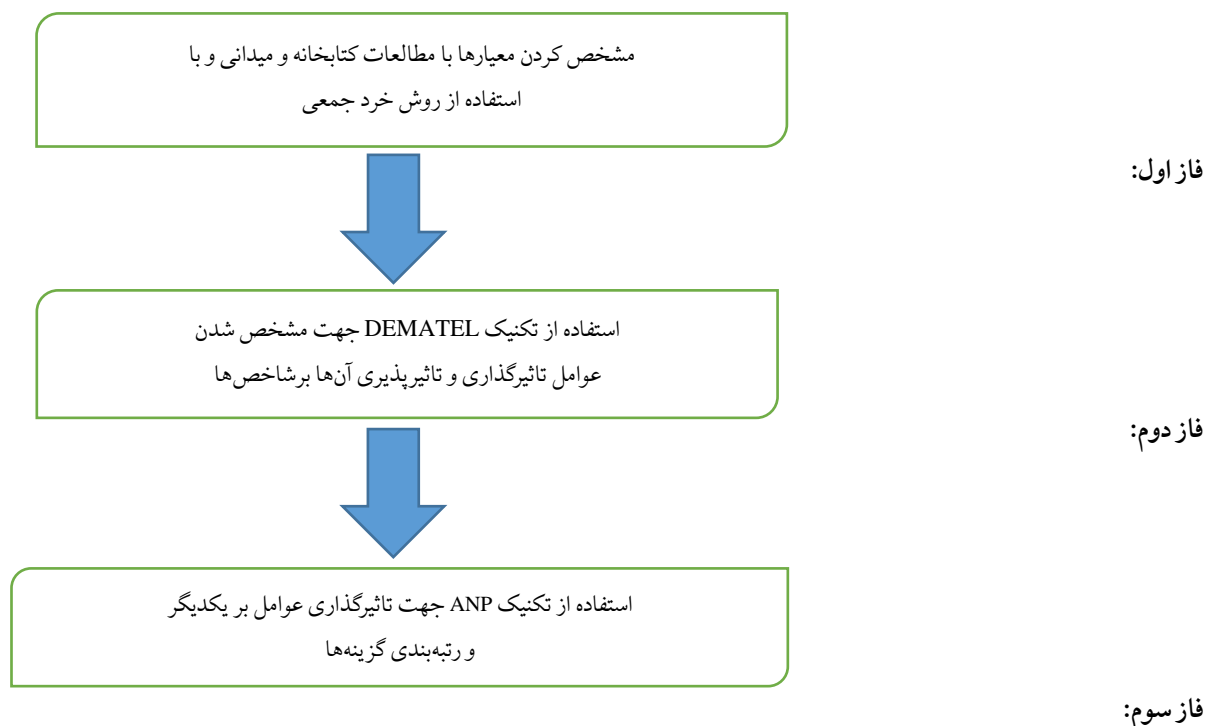 مشخص کردن معیارها با مطالعات کتابخانه و میدانی و با
استفاده از روش خرد جمعی
فاز اول:
استفاده از تکنیک DEMATEL جهت مشخص شدن
عوامل تاثیرگذاری و تاثیرپذیری آن‌ها برشاخص‌ها
فاز دوم:
استفاده از تکنیک ANP جهت تاثیرگذاری عوامل بر یکدیگر
و رتبه‌بندی گزینه‌ها
فاز سوم: